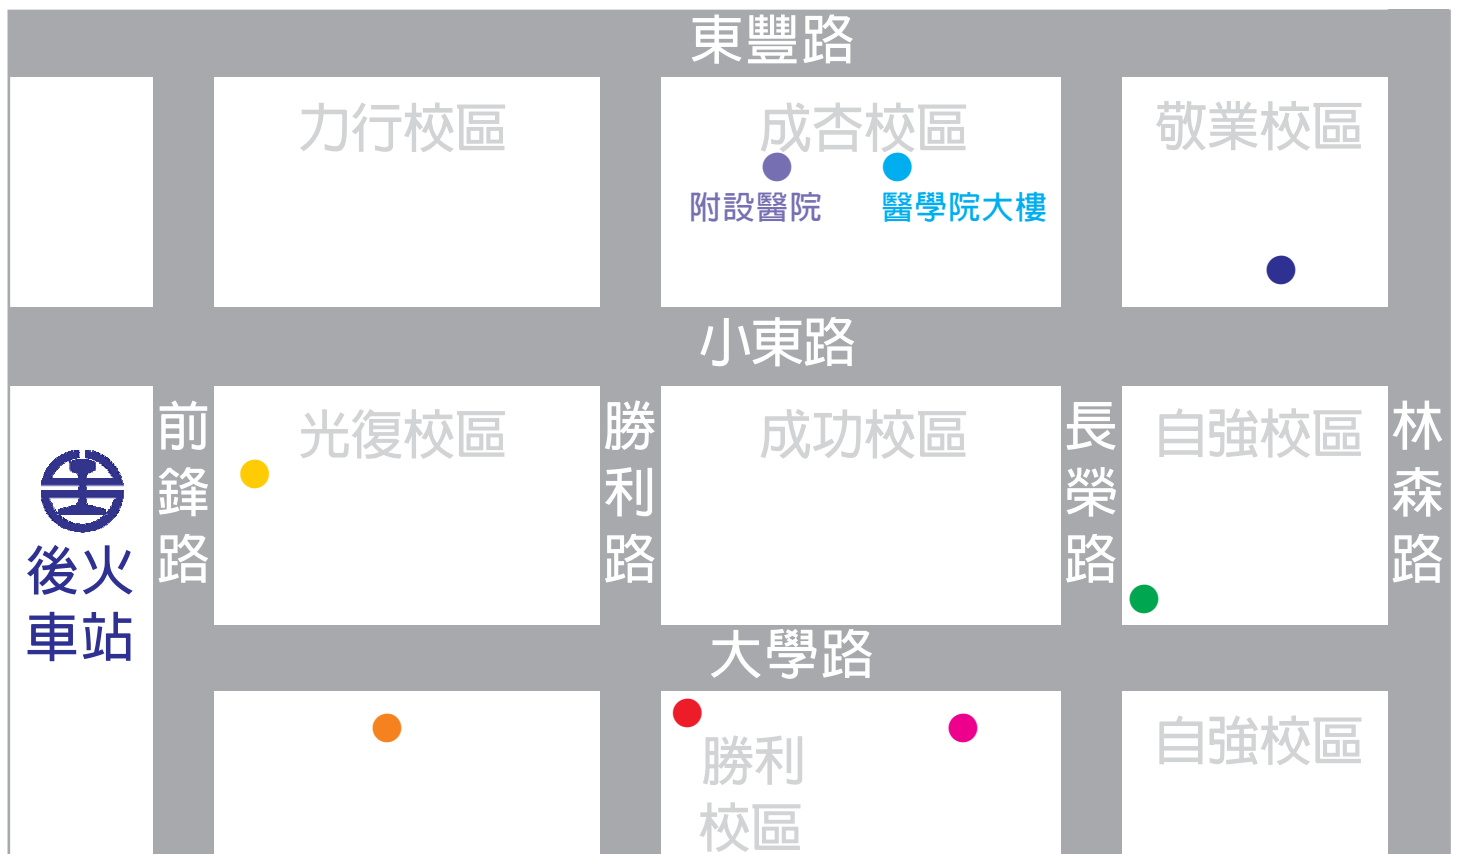 東豐路
力行校區
成杏校區
敬業校區
附設醫院
醫學院大樓
小東路
前鋒路
光復校區
勝利路
成功校區
長榮路
自強校區
林森路
後火
車站
大學路
勝利
校區
自強校區